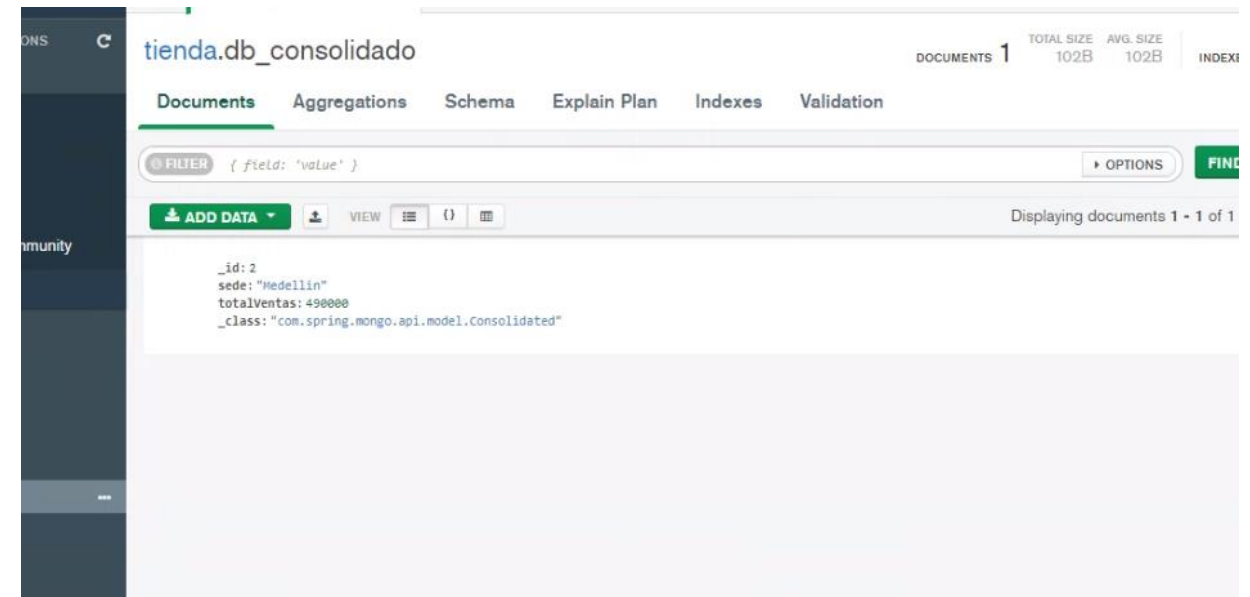 ONS
tienda.db_consolidado
DOCUMENTS 1 TOTAL SIZE 102B AVG. SIZE 102B INDEXE
Documents Aggregations Schema Explain Plan Indexes Validation
FILTER { field: 'value' } OPTIONS FIND
ADD DATA VIEW {} Displaying documents 1 - 1 of 1
mmunity
_id: 2
sede: "Medellin"
totalVentas: 490000
_class: "com.spring.mongo.api.model.Consolidated"